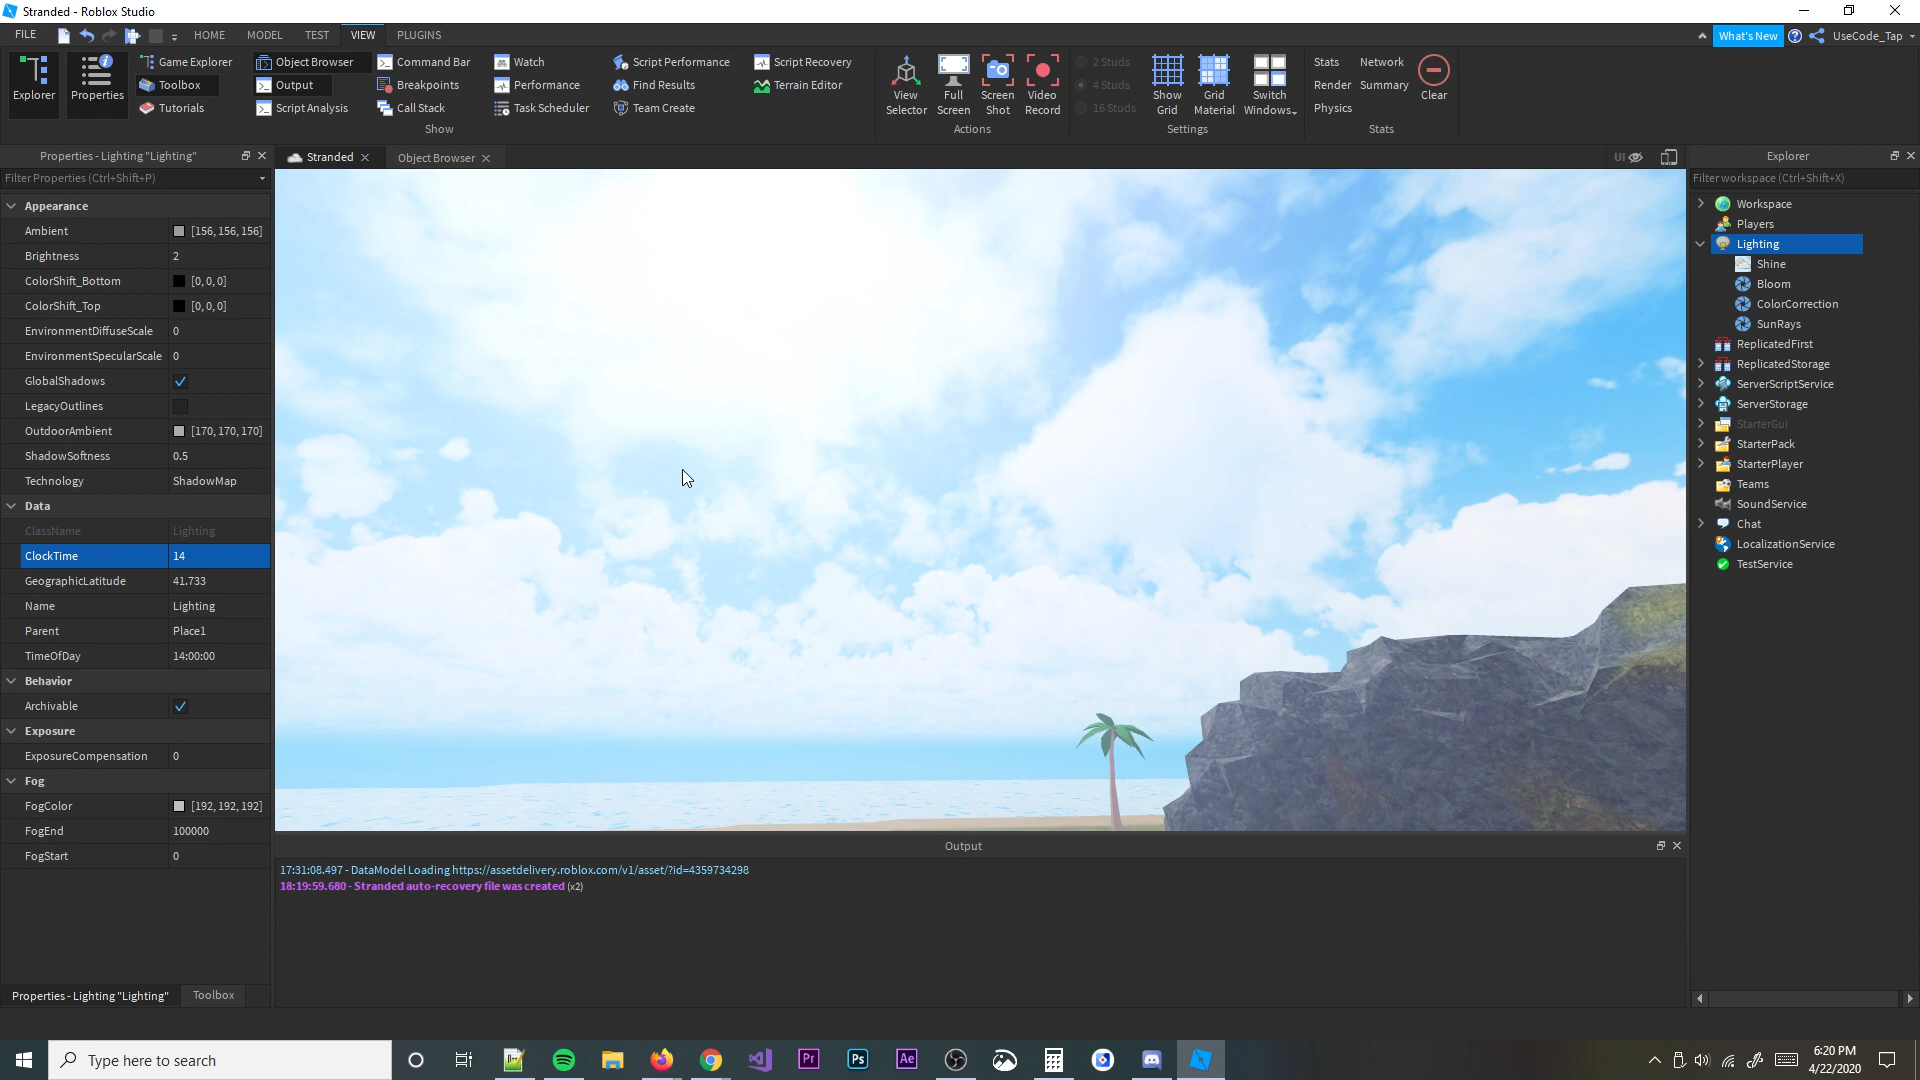 Stranded - Roblox Studio
FILE HOME MODEL TEST VIEW PLUGINS What's New UseCode_Tap
Explorer
Properties
Game Explorer
Toolbox
Tutorials
Object Browser
Output
Script Analysis
Command Bar
Breakpoints
Call Stack
Watch
Performance
Task Scheduler
Script Performance
Find Results
Team Create
Script Recovery
Terrain Editor
Show
View Selector
Full Screen
Screen Shot
Video Record
Actions
2 Studs
4 Studs
16 Studs
Show Grid
Grid Material
Switch Windows
Settings
Stats
Render
Physics
Network
Summary
Clear
Stats
Properties - Lighting "Lighting"
Filter Properties (Ctrl+Shift+P)
Appearance
Ambient [156, 156, 156]
Brightness 2
ColorShift_Bottom [0, 0, 0]
ColorShift_Top [0, 0, 0]
EnvironmentDiffuseScale 0
EnvironmentSpecularScale 0
GlobalShadows
LegacyOutlines
OutdoorAmbient [170, 170, 170]
ShadowSoftness 0.5
Technology ShadowMap
Data
ClassName Lighting
ClockTime 14
GeographicLatitude 41.733
Name Lighting
Parent Place1
TimeOfDay 14:00:00
Behavior
Archivable
Exposure
ExposureCompensation 0
Fog
FogColor [192, 192, 192]
FogEnd 100000
FogStart 0
Properties - Lighting "Lighting" Toolbox
Stranded Object Browser UI
Output
17:31:08.497 - DataModel Loading https://assetdelivery.roblox.com/v1/asset/?id=4359734298
18:19:59.680 - Stranded auto-recovery file was created (x2)
Explorer
Filter workspace (Ctrl+Shift+X)
Workspace
Players
Lighting
Shine
Bloom
ColorCorrection
SunRays
ReplicatedFirst
ReplicatedStorage
ServerScriptService
ServerStorage
StarterGui
StarterPack
StarterPlayer
Teams
SoundService
Chat
LocalizationService
TestService
Type here to search
Pr Ps Ae
6:20 PM
4/22/2020